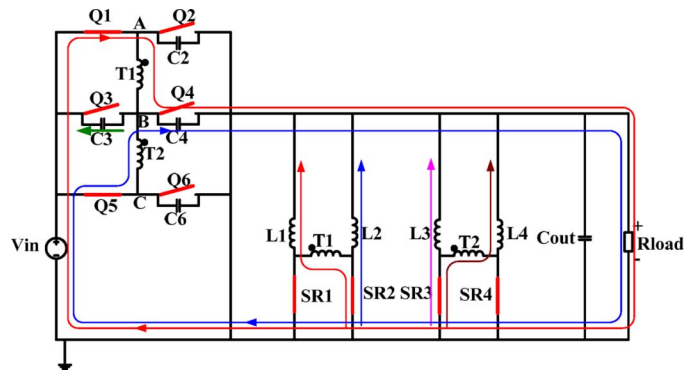 Q1
A
Q2
C2
T1
Q3
Q4
B
C3
C4
T2
Q6
Q5
C
C6
Vin
L1
T1
L2
L3
T2
L4
Cout
+
Rload
-
SR1
SR2
SR3
SR4